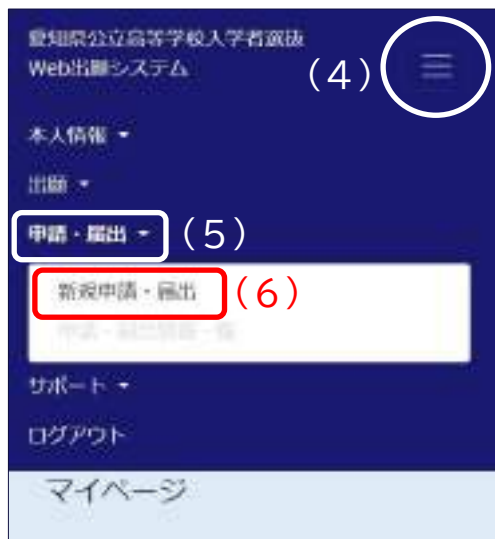 愛知県公立高等学校入学者選抜
Web出願システム
(4)
本人情報
出願
申請・届出
(5)
新規申請・届出
(6)
サポート
ログアウト
マイページ